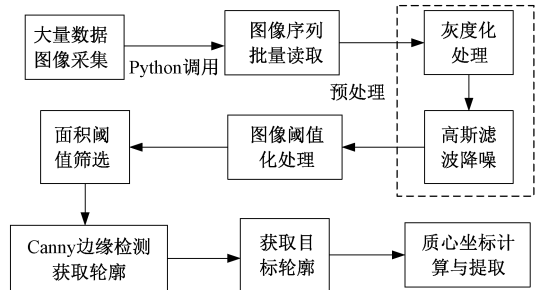 大量数据
图像采集
Python调用
图像序列
批量读取
灰度化
处理
预处理
高斯滤
波降噪
图像阈值
化处理
面积阈
值筛选
Canny边缘检测
获取轮廓
获取目
标轮廓
质心坐标计
算与提取